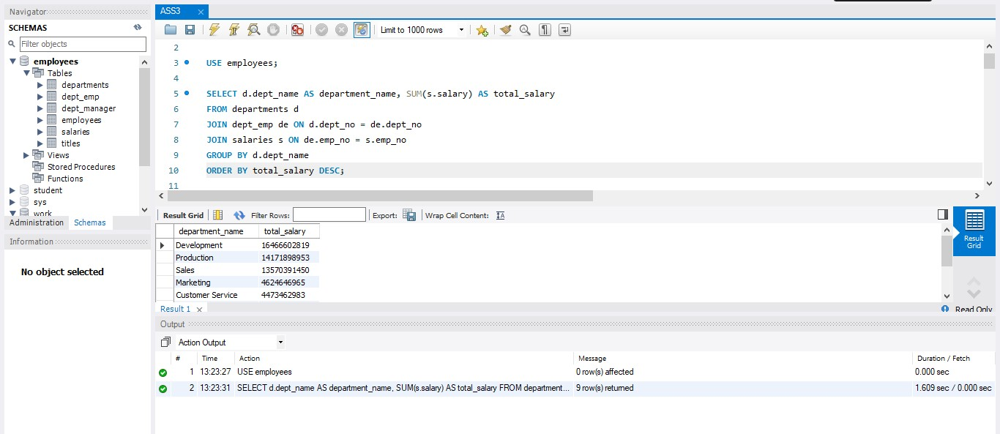 Navigator
SCHEMAS
Filter objects
employees
Tables
departments
dept_emp
dept_manager
employees
salaries
titles
Views
Stored Procedures
Functions
student
sys
work
Administration Schemas
Information
No object selected
ASS3
Limit to 1000 rows
2
3 USE employees;
4
5 SELECT d.dept_name AS department_name, SUM(s.salary) AS total_salary
6 FROM departments d
7 JOIN dept_emp de ON d.dept_no = de.dept_no
8 JOIN salaries s ON de.emp_no = s.emp_no
9 GROUP BY d.dept_name
10 ORDER BY total_salary DESC;
11
Result Grid Filter Rows: Export: Wrap Cell Content:
department_name total_salary
Development 16466602819
Production 14171898953
Sales 13570391450
Marketing 4624646965
Customer Service 4473462983
Result
Grid
Result 1 Read Only
Output
Action Output
# Time Action Message Duration / Fetch
1 13:23:27 USE employees 0 row(s) affected 0.000 sec
2 13:23:31 SELECT d.dept_name AS department_name, SUM(s.salary) AS total_salary FROM department... 9 row(s) returned 1.609 sec / 0.000 sec